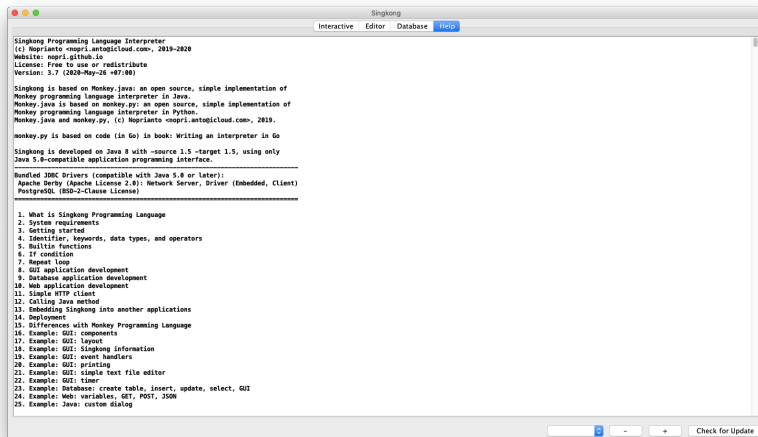 Singkong
Interactive Editor Database Help
Singkong Programming Language Interpreter
(c) Noprianto <nopri.anto@icloud.com>, 2019-2020
Website: nopri.github.io
License: Free to use or redistribute
Version: 3.7 (2020-May-26 +07:00)
Singkong is based on Monkey.java: an open source, simple implementation of
Monkey programming language interpreter in Java.
Monkey.java is based on monkey.py: an open source, simple implementation of
Monkey programming language interpreter in Python.
Monkey.java and monkey.py, (c) Noprianto <nopri.anto@icloud.com>, 2019.
monkey.py is based on code (in Go) in book: Writing an interpreter in Go
Singkong is developed on Java 8 with -source 1.5 -target 1.5, using only
Java 5.0-compatible application programming interface.
Bundled JDBC Drivers (compatible with Java 5.0 or later):
Apache Derby (Apache License 2.0): Network Server, Driver (Embedded, Client)
PostgreSQL (BSD-2-Clause License)
1. What is Singkong Programming Language
2. System requirements
3. Getting started
4. Identifier, keywords, data types, and operators
5. Builtin functions
6. If condition
7. Repeat loop
8. GUI application development
9. Database application development
10. Web application development
11. Simple HTTP client
12. Calling Java method
13. Embedding Singkong into another applications
14. Deployment
15. Differences with Monkey Programming Language
16. Example: GUI: components
17. Example: GUI: layout
18. Example: GUI: Singkong information
19. Example: GUI: event handlers
20. Example: GUI: printing
21. Example: GUI: simple text file editor
22. Example: GUI: timer
23. Example: Database: create table, insert, update, select, GUI
24. Example: Web: variables, GET, POST, JSON
25. Example: Java: custom dialog
- + Check for Update